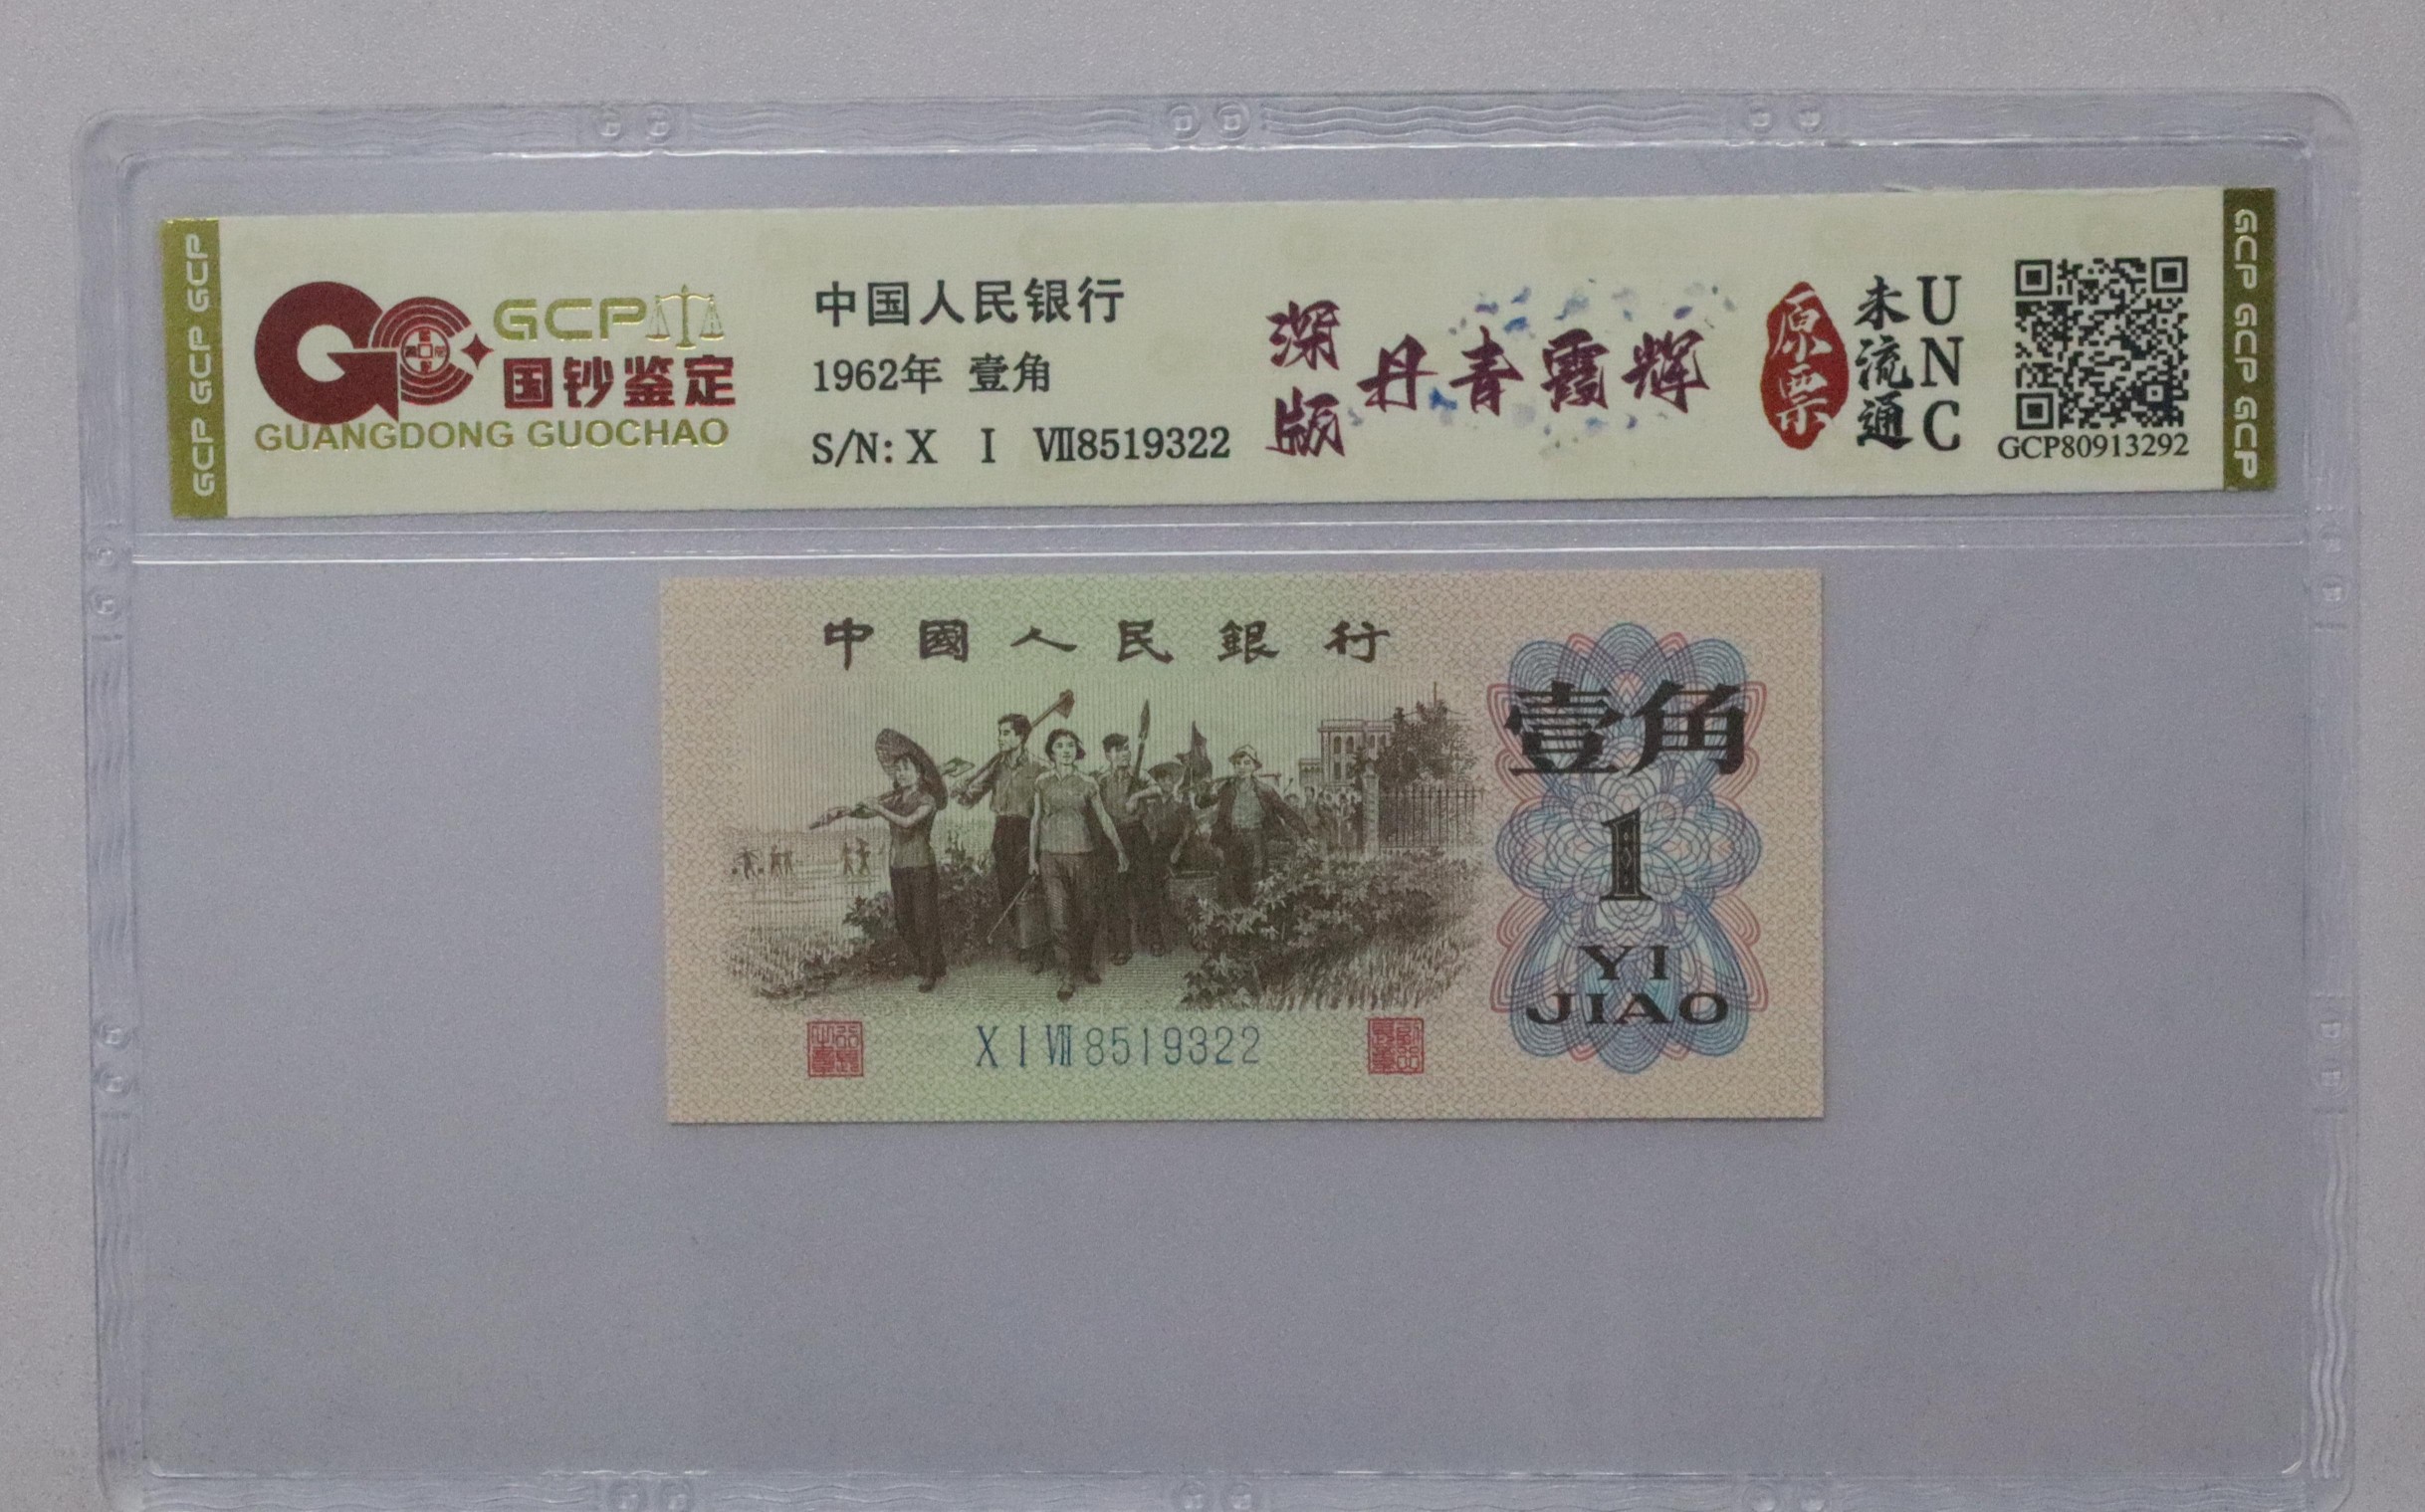 GCP GCP GCP
GCP
国钞鉴定
GUANGDONG GUOCHAO
中国人民银行
1962年 壹角
S/N: X I Ⅶ8519322
深版
丹青霞辉
原票
未流通
UNC
GCP80913292
GCP GCP GCP
中國人民銀行
壹角
1
YI
JIAO
X I Ⅶ 8519322